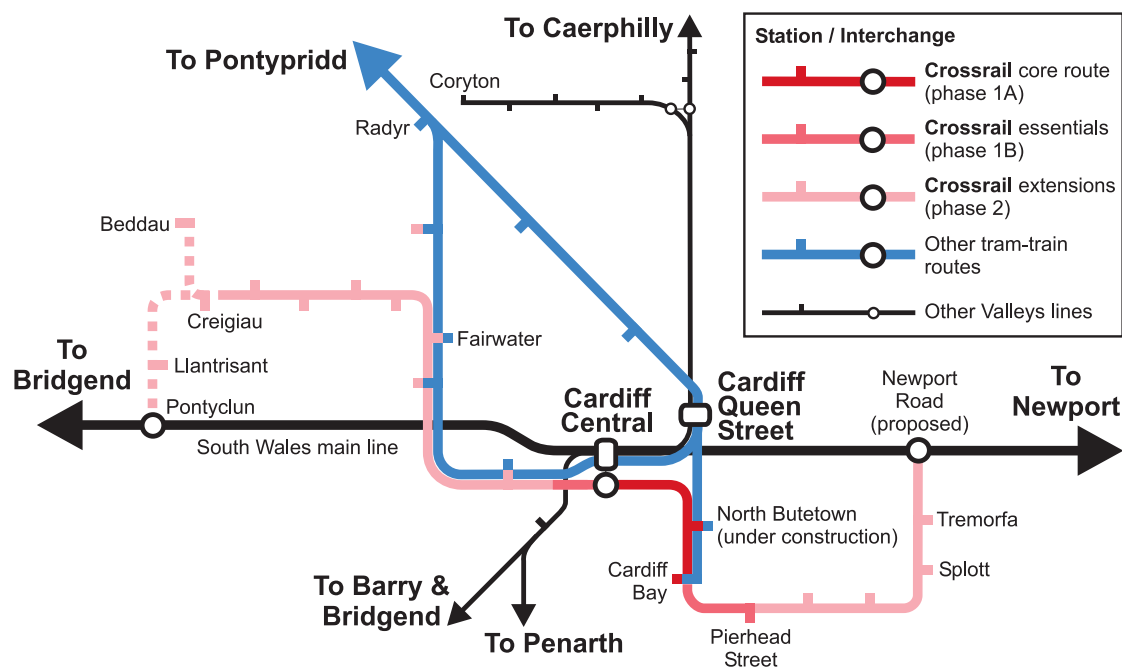 To Caerphilly
To Pontypridd
Coryton
Radyr
Station / Interchange
Crossrail core route
(phase 1A)
Crossrail essentials
(phase 1B)
Crossrail extensions
(phase 2)
Other tram-train
routes
Other Valleys lines
Beddau
Creigiau
Fairwater
Llantrisant
To
Bridgend
Pontyclun
South Wales main line
Cardiff
Central
Cardiff
Queen
Street
Newport
Road
(proposed)
To
Newport
North Butetown
(under construction)
Tremorfa
Splott
Cardiff
Bay
To Barry &
Bridgend
To Penarth
Pierhead
Street